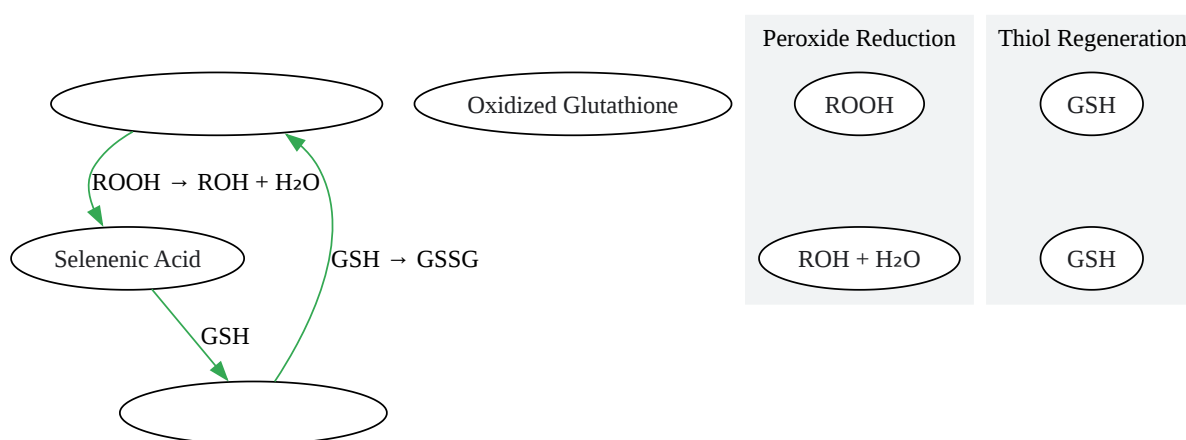 Peroxide Reduction
Thiol Regeneration
Oxidized Glutathione
ROOH
GSH
ROOH → ROH + H₂O
Selenenic Acid
GSH → GSSG
ROH + H₂O
GSH
GSH